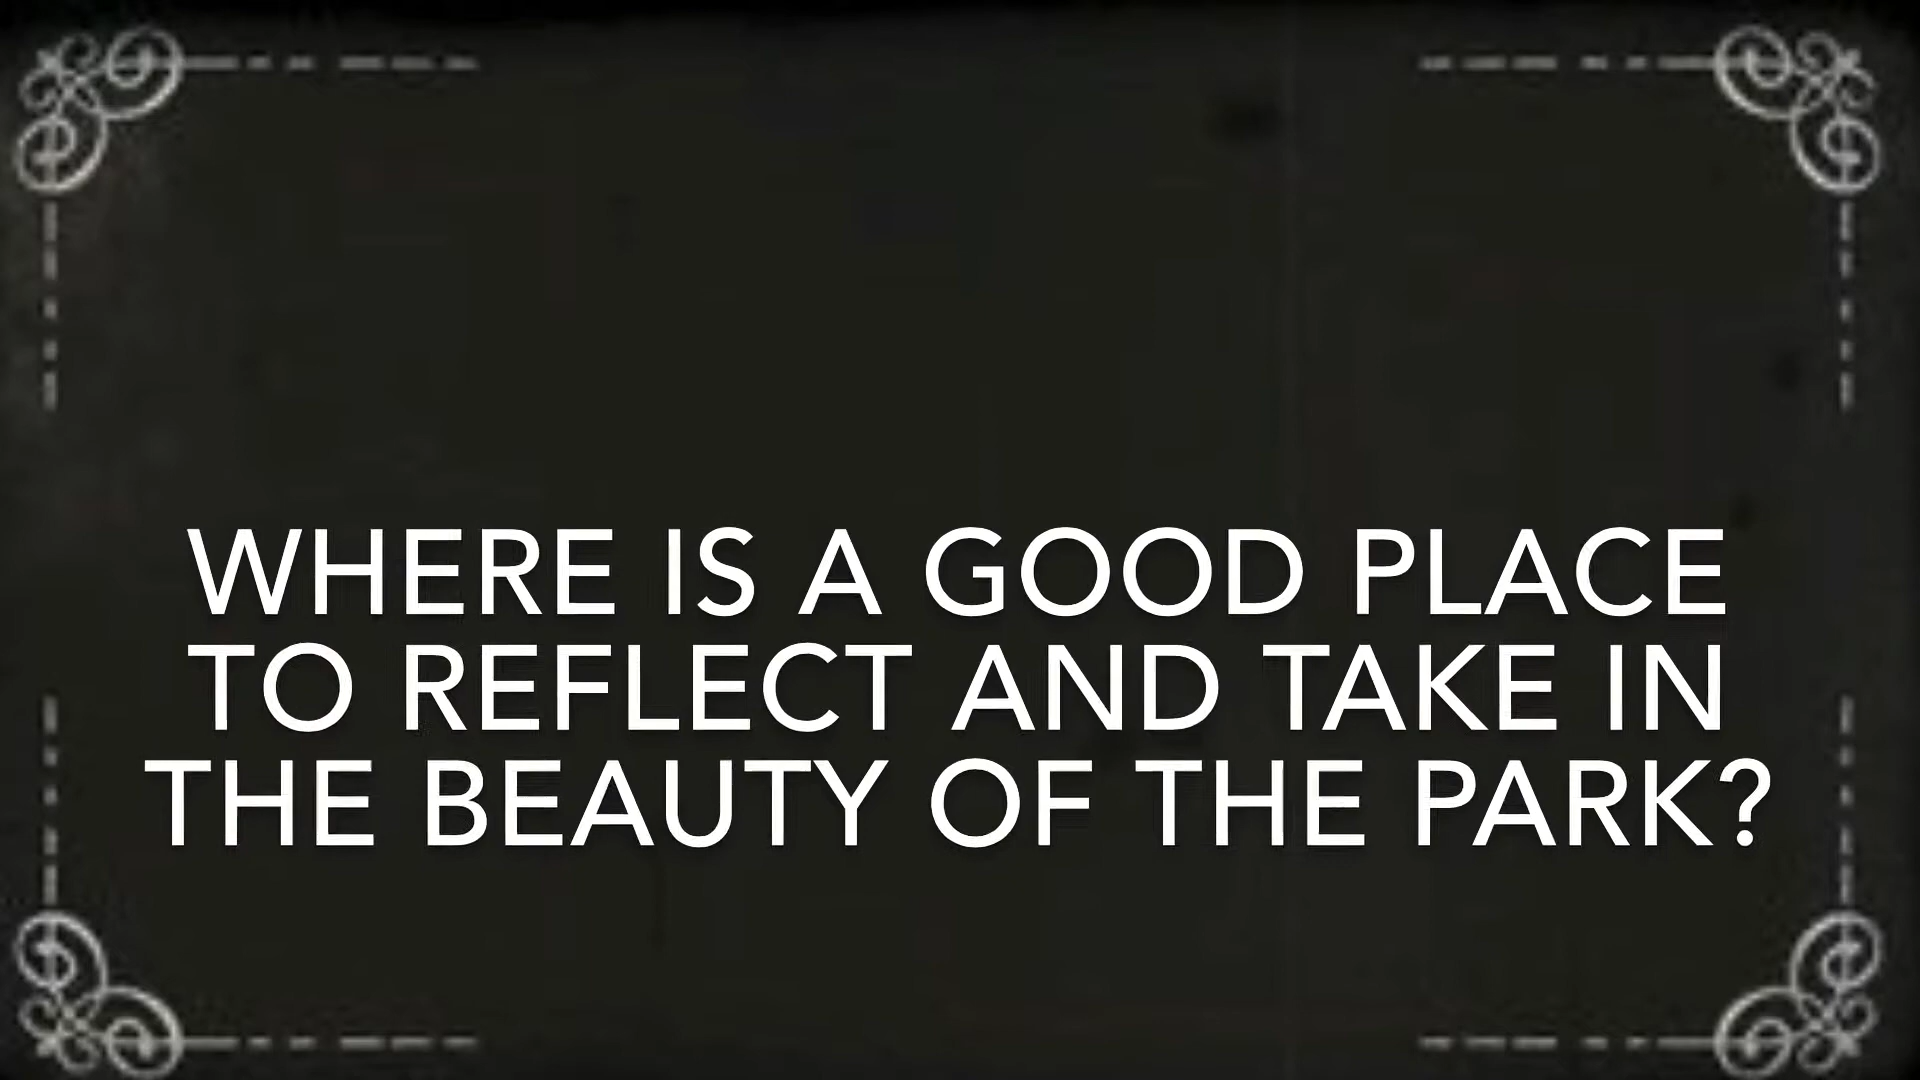 WHERE IS A GOOD PLACE
TO REFLECT AND TAKE IN
THE BEAUTY OF THE PARK?